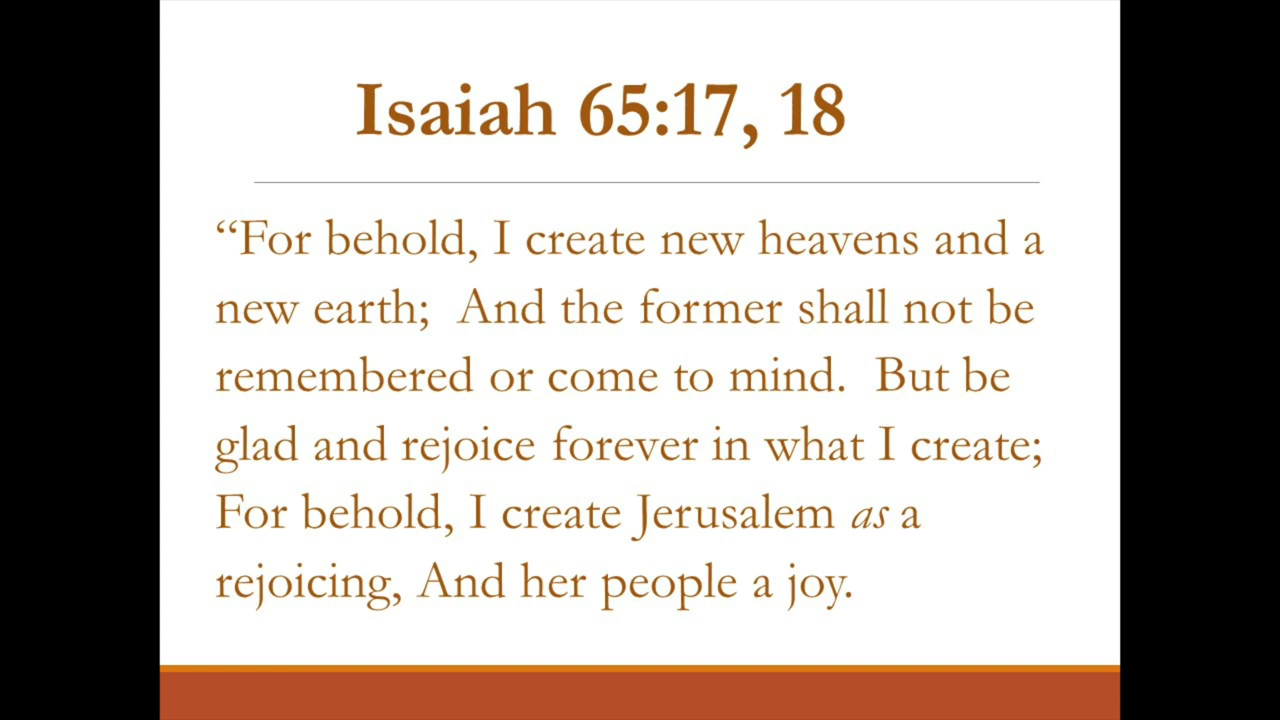 Isaiah 65:17, 18
“For behold, I create new heavens and a
new earth;  And the former shall not be
remembered or come to mind.  But be
glad and rejoice forever in what I create;
For behold, I create Jerusalem as a
rejoicing, And her people a joy.